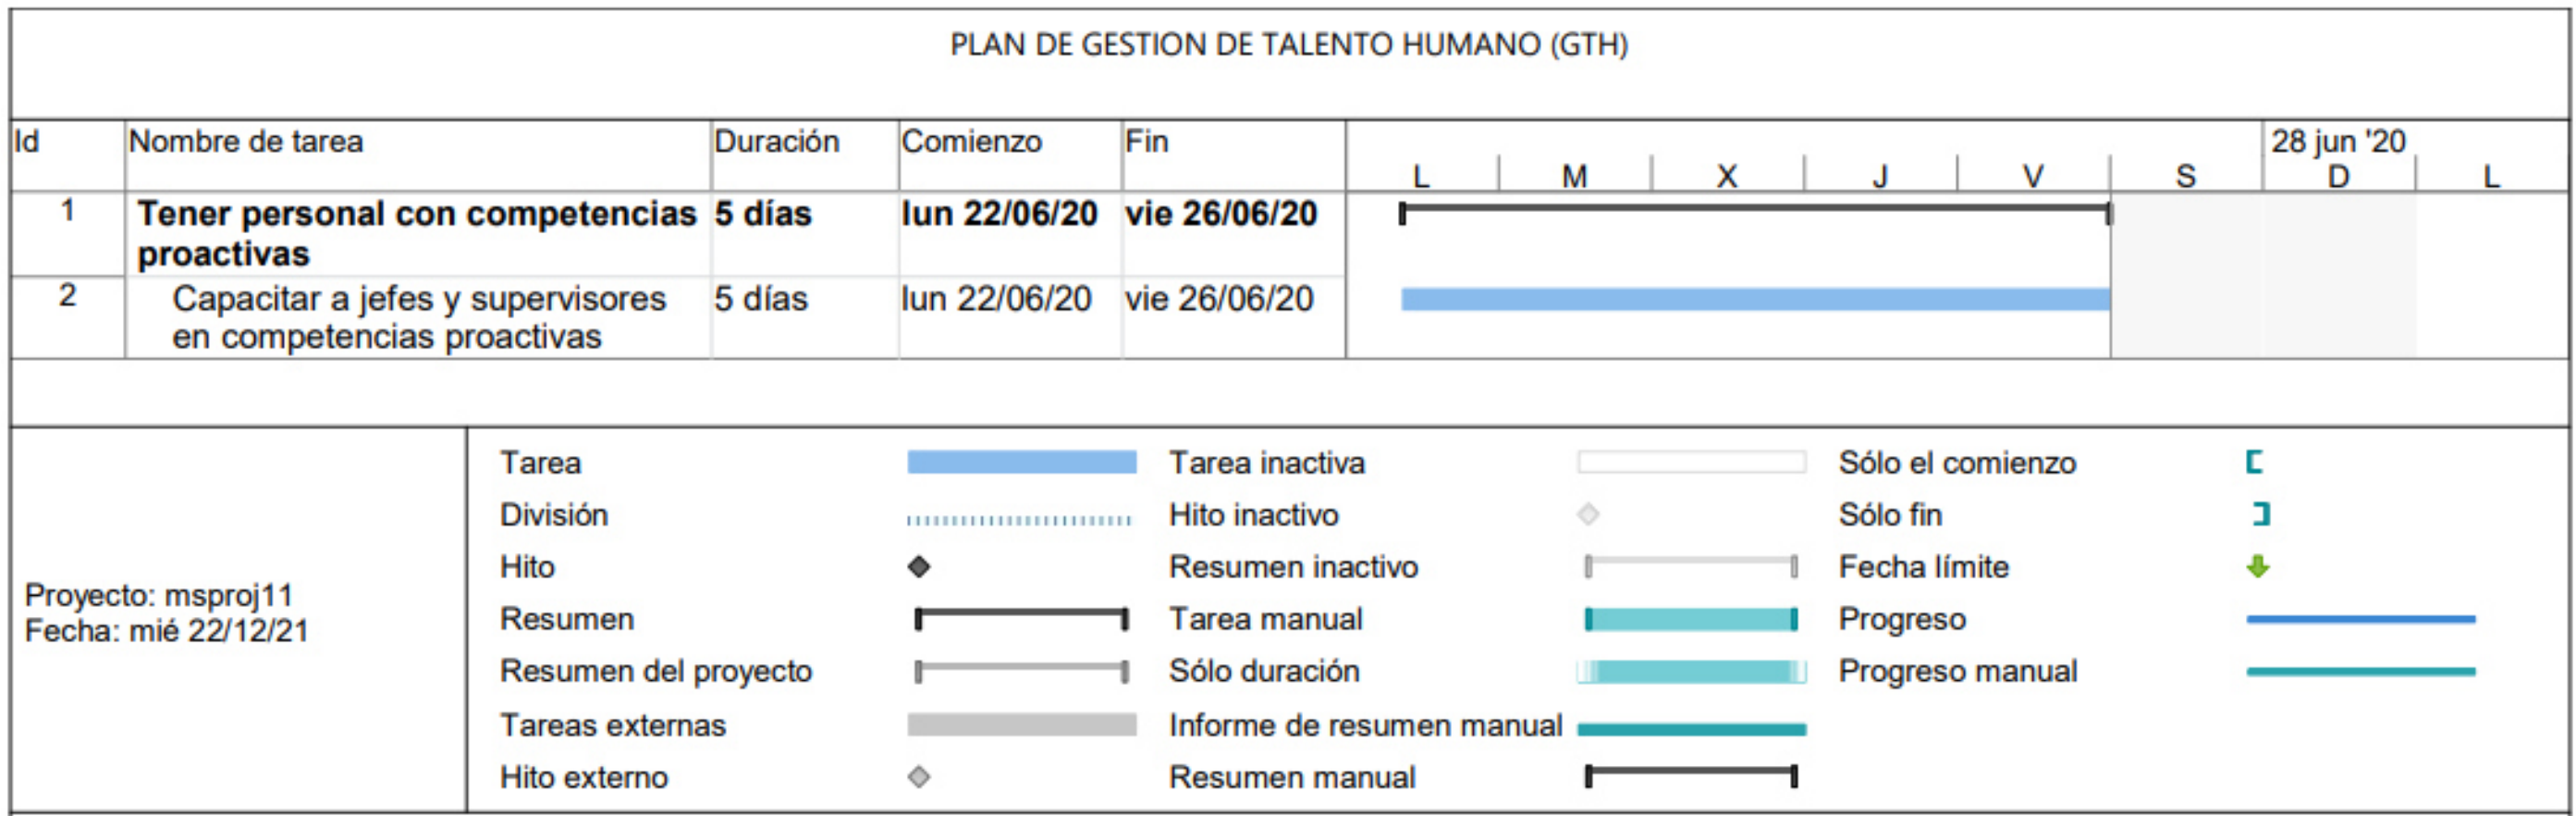 PLAN DE GESTION DE TALENTO HUMANO (GTH)
Id Nombre de tarea Duración Comienzo Fin 28 jun '20
L M X J V S D L
1 Tener personal con competencias 5 días lun 22/06/20 vie 26/06/20
proactivas
2 Capacitar a jefes y supervisores 5 días lun 22/06/20 vie 26/06/20
en competencias proactivas
Proyecto: msproj11
Fecha: mié 22/12/21
Tarea Tarea inactiva Sólo el comienzo
División Hito inactivo Sólo fin
Hito Resumen inactivo Fecha límite
Resumen Tarea manual Progreso
Resumen del proyecto Sólo duración Progreso manual
Tareas externas Informe de resumen manual
Hito externo Resumen manual